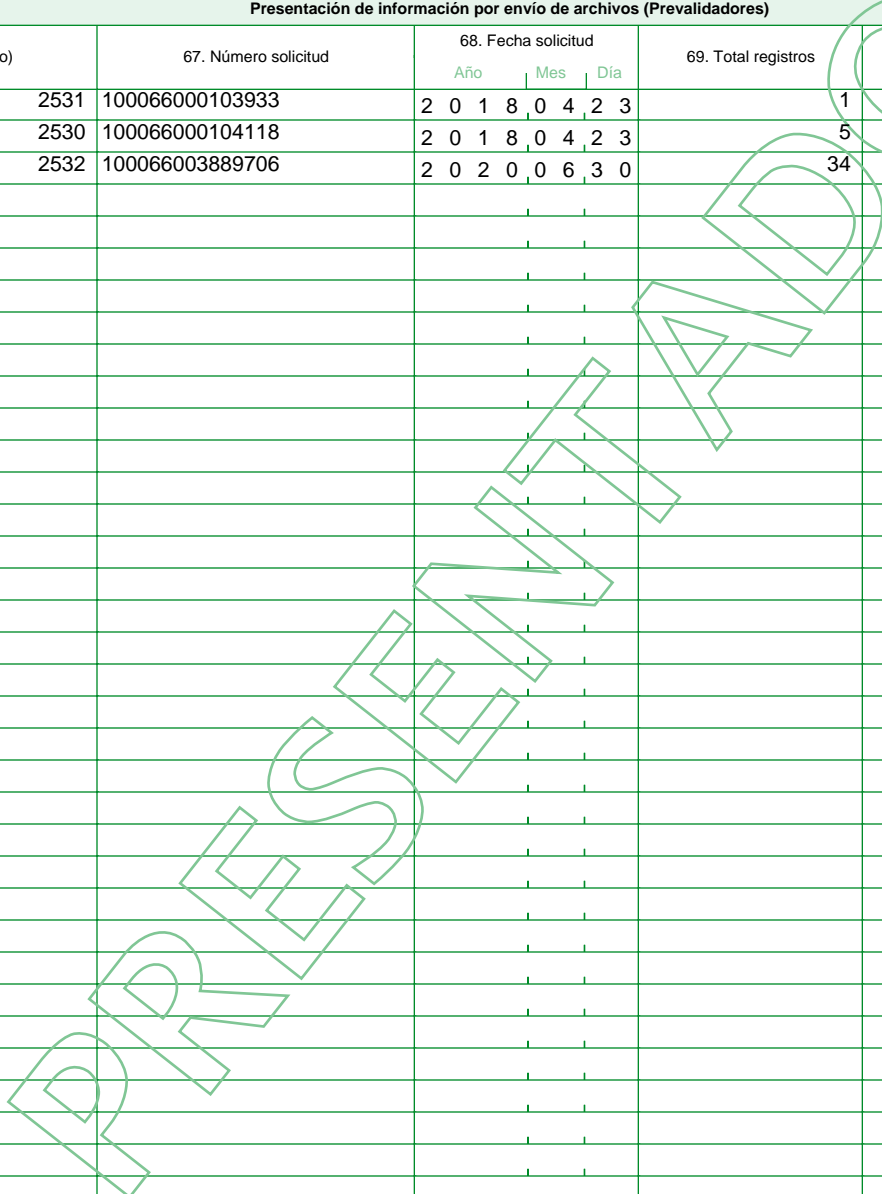 Presentación de información por envío de archivos (Prevalidadores)
o) 67. Número solicitud 68. Fecha solicitud 69. Total registros
Año Mes Día
2531 100066000103933 2 0 1 8 0 4 2 3 1
2530 100066000104118 2 0 1 8 0 4 2 3 5
2532 100066003889706 2 0 2 0 0 6 3 0 34
PRESENTADO